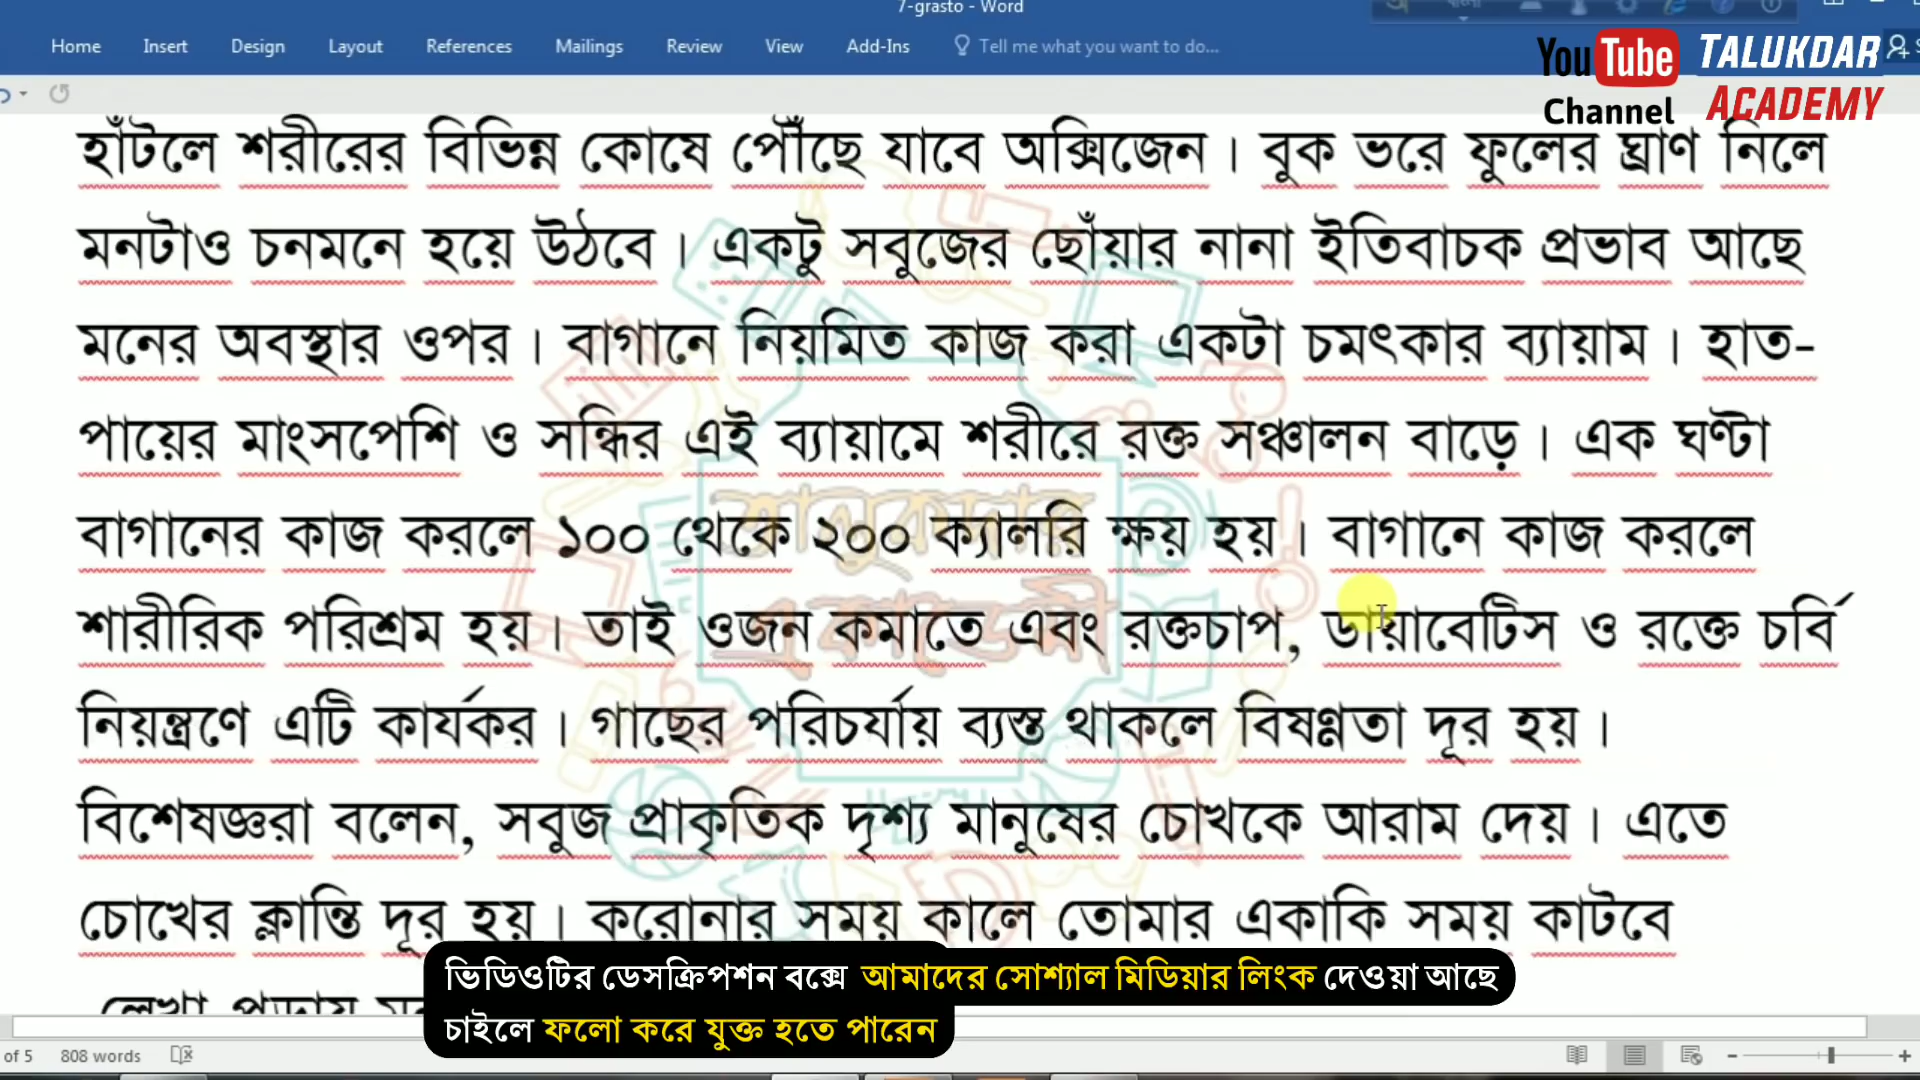 7-grasto - Word
Home Insert Design Layout References Mailings Review View Add-Ins Tell me what you want to do...
YouTube Channel
TALUKDAR ACADEMY
হাঁটলে শরীরের বিভিন্ন কোষে পৌঁছে যাবে অক্সিজেন। বুক ভরে ফুলের ঘ্রাণ নিলে
মনটাও চনমনে হয়ে উঠবে। একটু সবুজের ছোঁয়ার নানা ইতিবাচক প্রভাব আছে
মনের অবস্থার ওপর। বাগানে নিয়মিত কাজ করা একটা চমৎকার ব্যায়াম। হাত-
পায়ের মাংসপেশি ও সন্ধির এই ব্যায়ামে শরীরে রক্ত সঞ্চালন বাড়ে। এক ঘণ্টা
বাগানের কাজ করলে ১০০ থেকে ২০০ ক্যালরি ক্ষয় হয়। বাগানে কাজ করলে
শারীরিক পরিশ্রম হয়। তাই ওজন কমাতে এবং রক্তচাপ, ডায়াবেটিস ও রক্তে চর্বি
নিয়ন্ত্রণে এটি কার্যকর। গাছের পরিচর্যায় ব্যস্ত থাকলে বিষণ্ণতা দূর হয়।
বিশেষজ্ঞরা বলেন, সবুজ প্রাকৃতিক দৃশ্য মানুষের চোখকে আরাম দেয়। এতে
চোখের ক্লান্তি দূর হয়। করোনার সময় কালে তোমার একাকি সময় কাটবে
লেখা পড়ায়
ভিডিওটির ডেসক্রিপশন বক্সে আমাদের সোশ্যাল মিডিয়ার লিংক দেওয়া আছে
চাইলে ফলো করে যুক্ত হতে পারেন
তালুকদার
একাডেমী
of 5 808 words